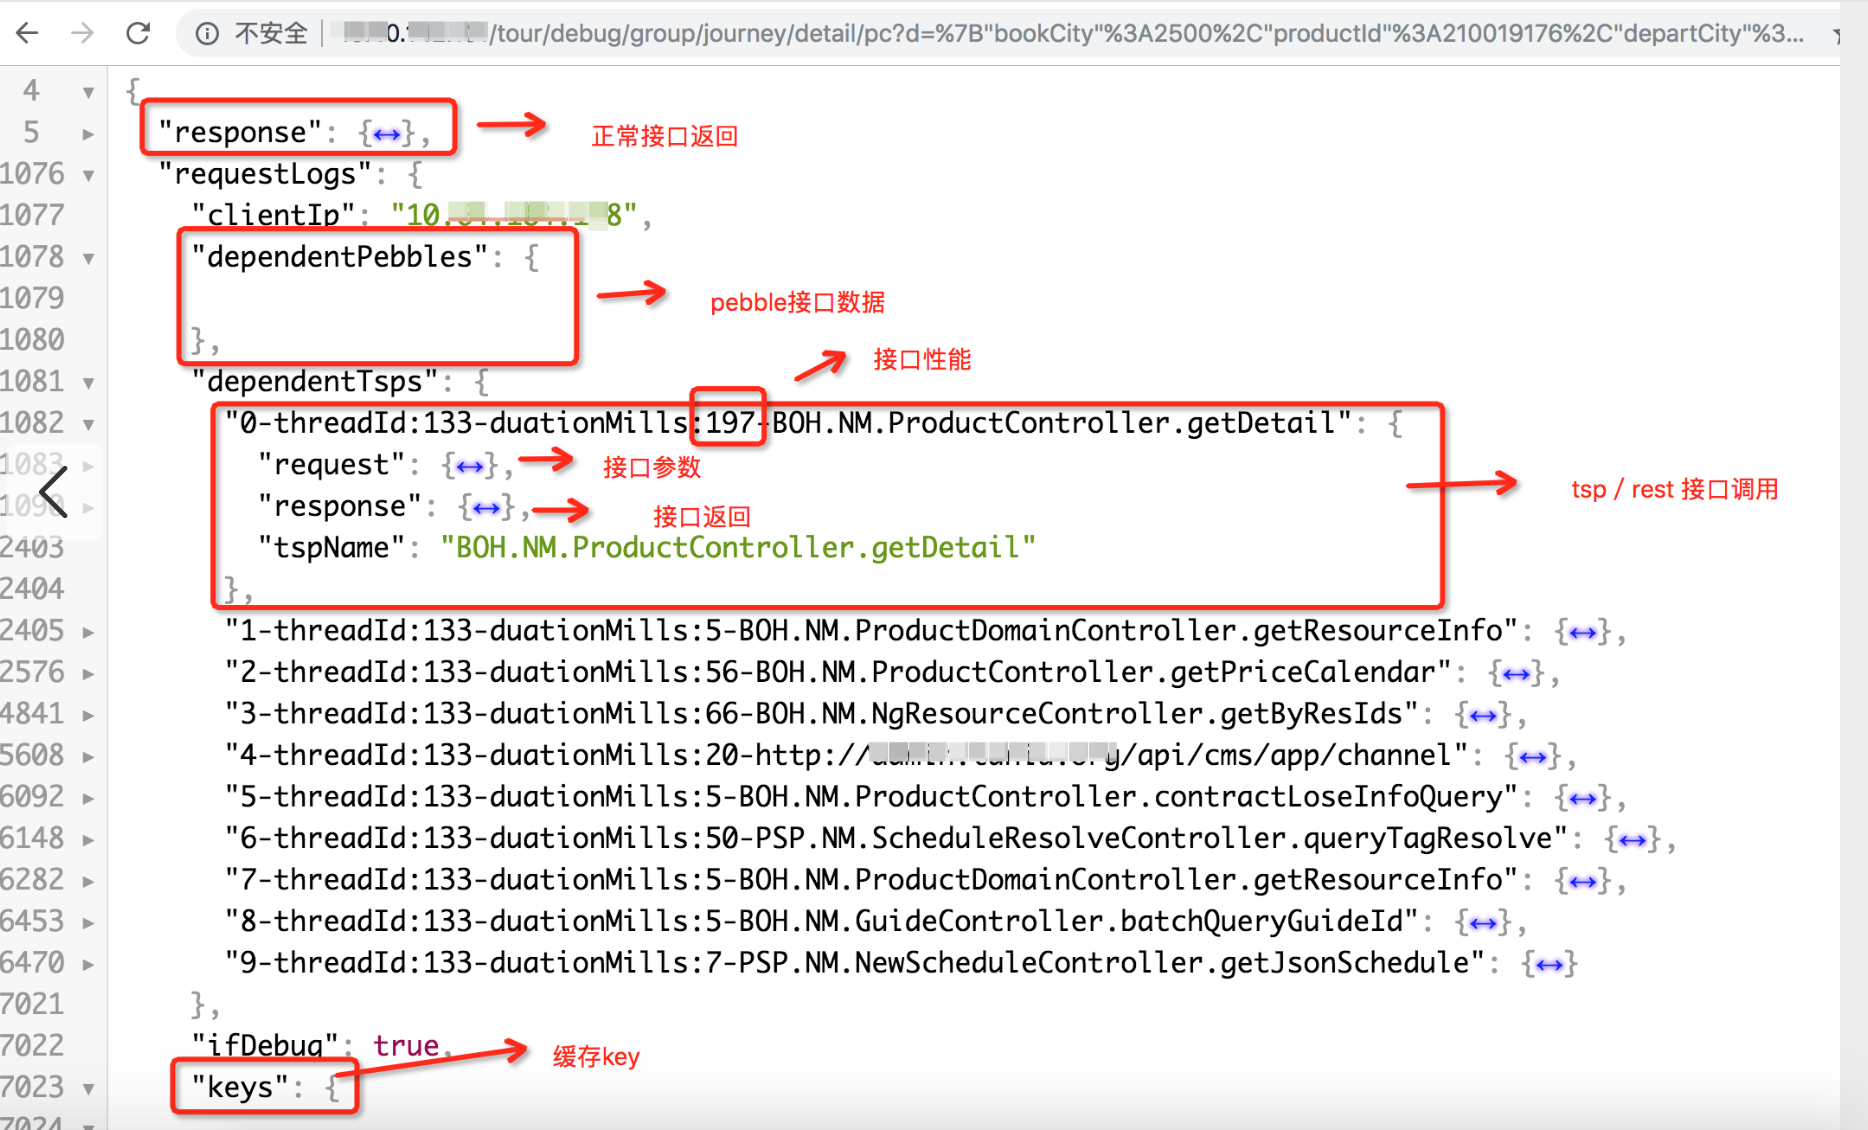 不安全 /tour/debug/group/journey/detail/pc?d=%7B"bookCity"%3A2500%2C"productId"%3A210019176%2C"departCity"%3...
4 {
5 "response": {↔}, 正常接口返回
1076 "requestLogs": {
1077 "clientIp": "10. 8",
1078 "dependentPebbles": {
1079 pebble接口数据
1080 },
接口性能
1081 "dependentTsps": {
1082 "0-threadId:133-duationMills:197-BOH.NM.ProductController.getDetail": {
1083 "request": {↔}, 接口参数
1090 "response": {↔}, 接口返回
tsp / rest 接口调用
2403 "tspName": "BOH.NM.ProductController.getDetail"
2404 },
2405 "1-threadId:133-duationMills:5-BOH.NM.ProductDomainController.getResourceInfo": {↔},
2576 "2-threadId:133-duationMills:56-BOH.NM.ProductController.getPriceCalendar": {↔},
4841 "3-threadId:133-duationMills:66-BOH.NM.NgResourceController.getByResIds": {↔},
5608 "4-threadId:133-duationMills:20-http:// /api/cms/app/channel": {↔},
6092 "5-threadId:133-duationMills:5-BOH.NM.ProductController.contractLoseInfoQuery": {↔},
6148 "6-threadId:133-duationMills:50-PSP.NM.ScheduleResolveController.queryTagResolve": {↔},
6282 "7-threadId:133-duationMills:5-BOH.NM.ProductDomainController.getResourceInfo": {↔},
6453 "8-threadId:133-duationMills:5-BOH.NM.GuideController.batchQueryGuideId": {↔},
6470 "9-threadId:133-duationMills:7-PSP.NM.NewScheduleController.getJsonSchedule": {↔}
7021 },
7022 "ifDebug": true,
缓存key
7023 "keys": {
7024